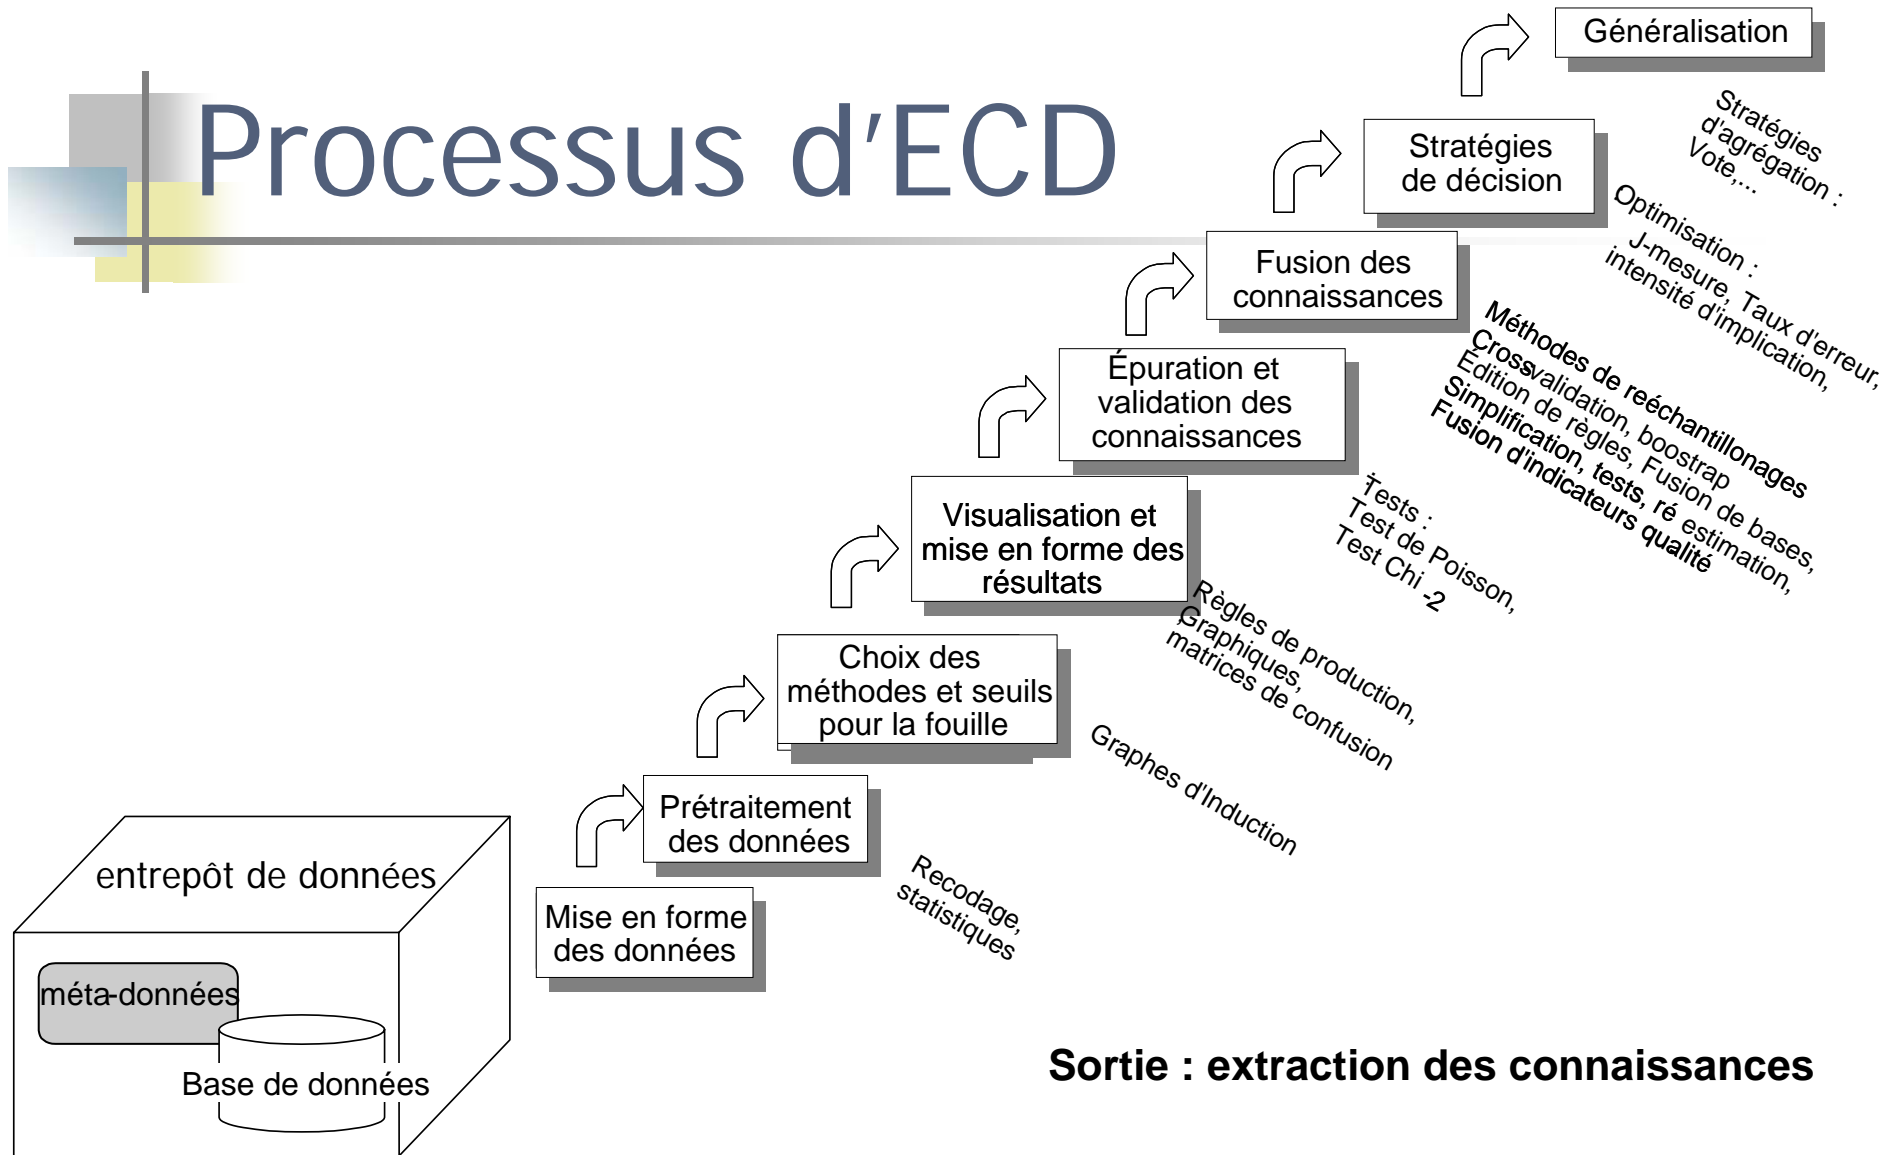 Processus d'ECD
Généralisation
Stratégies
d'agrégation :
Vote,...
Stratégies
de décision
Optimisation :
J-mesure, Taux d'erreur,
intensité d'implication,
Fusion des
connaissances
Méthodes de reéchantillonages
Cross-validation, boostrap
Édition de règles, Fusion de bases,
Simplification, tests, ré estimation,
Fusion d'indicateurs qualité
Épuration et
validation des
connaissances
Tests :
Test de Poisson,
Test Chi -2
Visualisation et
mise en forme des
résultats
Règles de production,
Graphiques,
matrices de confusion
Choix des
méthodes et seuils
pour la fouille
Graphes d'Induction
Prétraitement
des données
Recodage,
statistiques
Mise en forme
des données
entrepôt de données
méta-données
Base de données
Sortie : extraction des connaissances